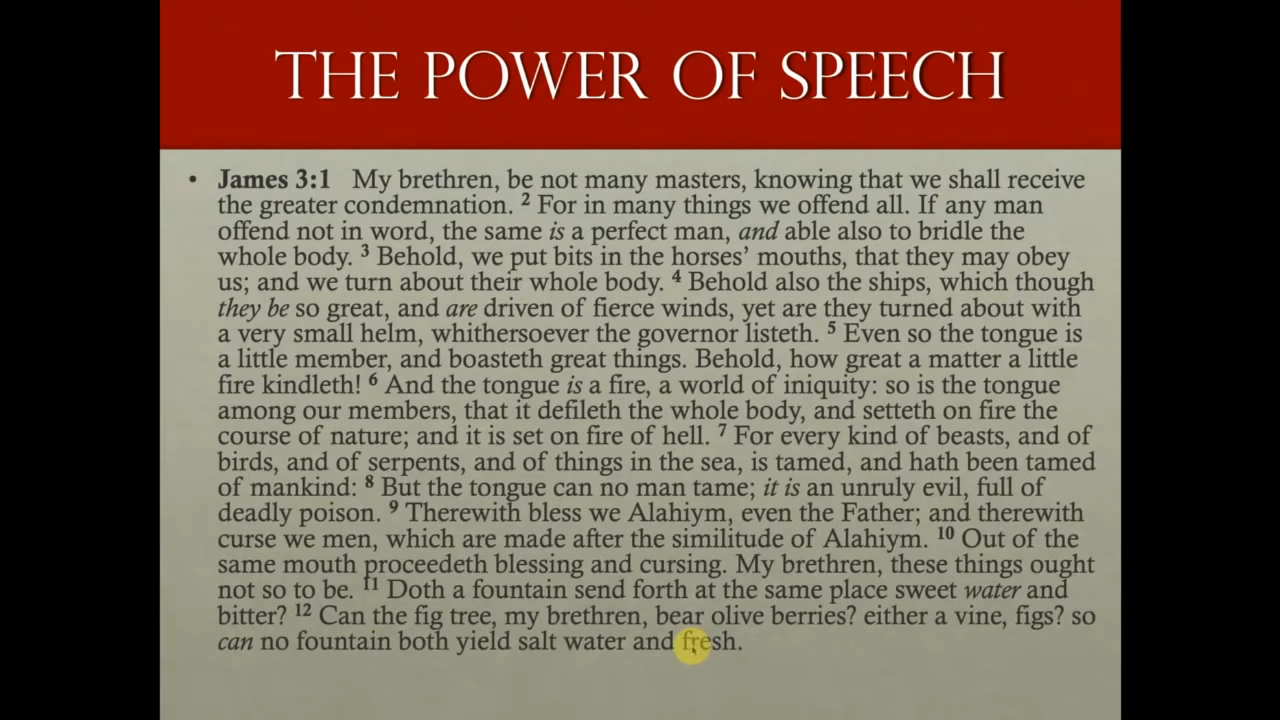 THE POWER OF SPEECH
• James 3:1 My brethren, be not many masters, knowing that we shall receive
the greater condemnation. 2 For in many things we offend all. If any man
offend not in word, the same is a perfect man, and able also to bridle the
whole body. 3 Behold, we put bits in the horses’ mouths, that they may obey
us; and we turn about their whole body. 4 Behold also the ships, which though
they be so great, and are driven of fierce winds, yet are they turned about with
a very small helm, whithersoever the governor listeth. 5 Even so the tongue is
a little member, and boasteth great things. Behold, how great a matter a little
fire kindleth! 6 And the tongue is a fire, a world of iniquity: so is the tongue
among our members, that it defileth the whole body, and setteth on fire the
course of nature; and it is set on fire of hell. 7 For every kind of beasts, and of
birds, and of serpents, and of things in the sea, is tamed, and hath been tamed
of mankind: 8 But the tongue can no man tame; it is an unruly evil, full of
deadly poison. 9 Therewith bless we Alahiym, even the Father; and therewith
curse we men, which are made after the similitude of Alahiym. 10 Out of the
same mouth proceedeth blessing and cursing. My brethren, these things ought
not so to be. 11 Doth a fountain send forth at the same place sweet water and
bitter? 12 Can the fig tree, my brethren, bear olive berries? either a vine, figs? so
can no fountain both yield salt water and fresh.